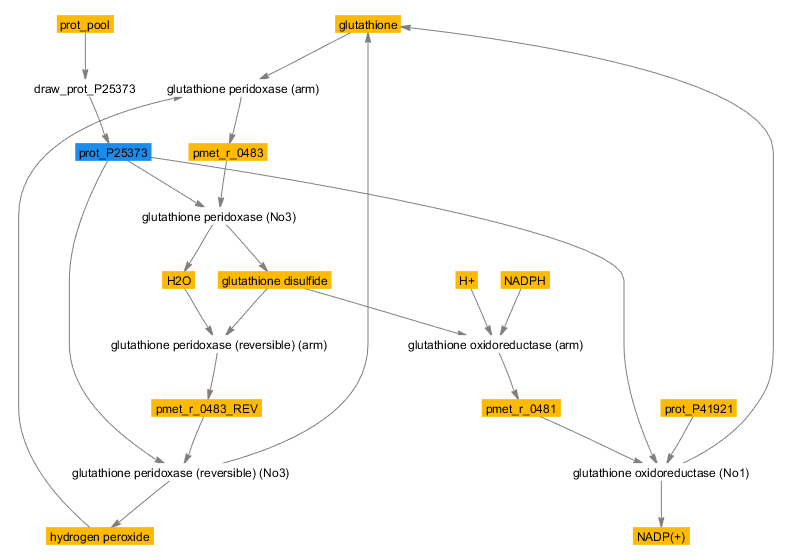 prot_pool
glutathione
draw_prot_P25373
glutathione peridoxase (arm)
prot_P25373
pmet_r_0483
glutathione peridoxase (No3)
H2O
glutathione disulfide
H+
NADPH
glutathione peridoxase (reversible) (arm)
glutathione oxidoreductase (arm)
pmet_r_0483_REV
pmet_r_0481
prot_P41921
glutathione peridoxase (reversible) (No3)
glutathione oxidoreductase (No1)
hydrogen peroxide
NADP(+)